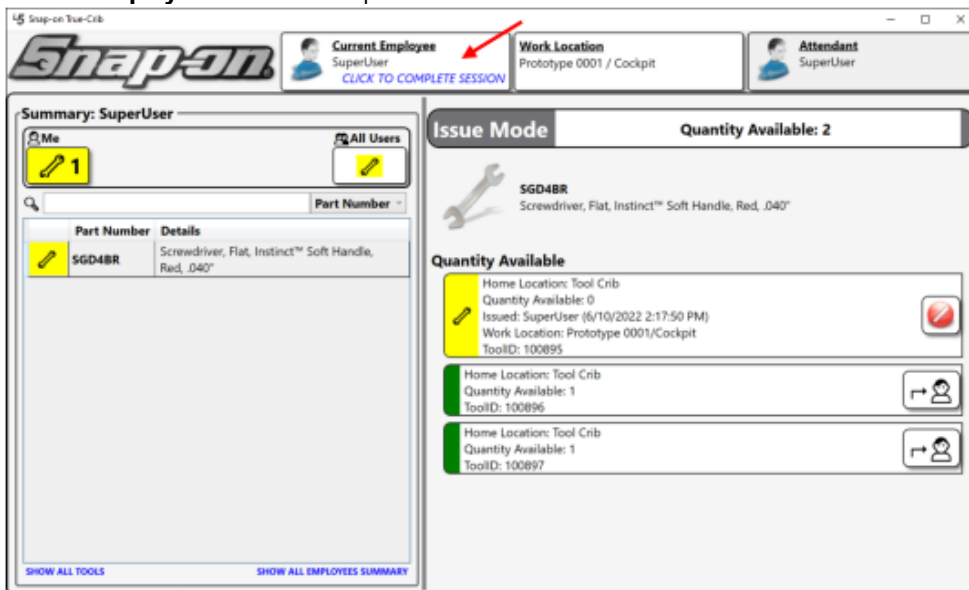 Snap-on True-Crib
Snap-on
Current Employee
SuperUser
CLICK TO COMPLETE SESSION
Work Location
Prototype 0001 / Cockpit
Attendant
SuperUser
Summary: SuperUser
Me
All Users
1
Part Number
Part Number Details
SGD4BR
Screwdriver, Flat, Instinct™ Soft Handle,
Red, .040"
SHOW ALL TOOLS
SHOW ALL EMPLOYEES SUMMARY
Issue Mode
Quantity Available: 2
SGD4BR
Screwdriver, Flat, Instinct™ Soft Handle, Red, .040"
Quantity Available
Home Location: Tool Crib
Quantity Available: 0
Issued: SuperUser (6/10/2022 2:17:50 PM)
Work Location: Prototype 0001/Cockpit
ToolID: 100895
Home Location: Tool Crib
Quantity Available: 1
ToolID: 100896
Home Location: Tool Crib
Quantity Available: 1
ToolID: 100897